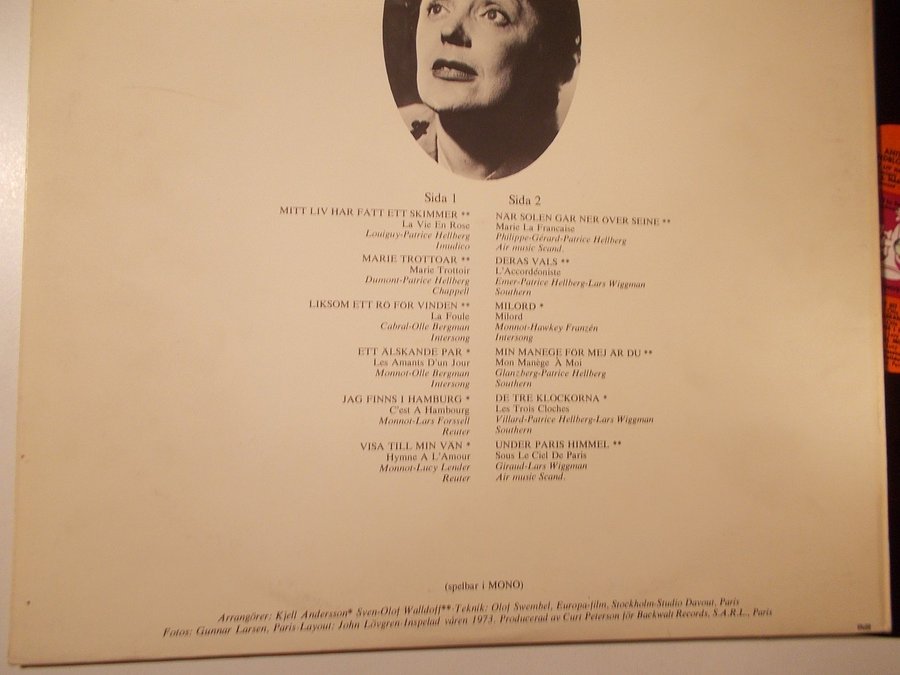 Sida 1
MITT LIV HAR FATT ETT SKIMMER **
La Vie En Rose
Louiguy-Patrice Hellberg
Imudico
MARIE TROTTOAR **
Marie Trottoir
Dumont-Patrice Hellberg
Chappell
LIKSOM ETT RÖ FÖR VINDEN **
La Foule
Cabral-Olle Bergman
Intersong
ETT ÄLSKANDE PAR *
Les Amants D'un Jour
Monnot-Olle Bergman
Intersong
JAG FINNS I HAMBURG *
C'est A Hambourg
Monnot-Lars Forssell
Reuter
VISA TILL MIN VÄN *
Hymne A L'Amour
Monnot-Lucy Lender
Reuter
Sida 2
NÄR SOLEN GÅR NER ÖVER SEINE **
Marie La Francaise
Philippe-Gérard-Patrice Hellberg
Air music Scand.
DERAS VALS **
L'Accordéoniste
Emer-Patrice Hellberg-Lars Wiggman
Southern
MILORD *
Milord
Monnot-Hawkey Franzén
Intersong
MIN MANEGE FÖR MEJ ÄR DU **
Mon Manège À Moi
Glanzberg-Patrice Hellberg
Southern
DE TRE KLOCKORNA *
Les Trois Cloches
Villard-Patrice Hellberg-Lars Wiggman
Southern
UNDER PARIS HIMMEL **
Sous Le Ciel De Paris
Giraud-Lars Wiggman
Air music Scand.
(spelbar i MONO)
Arrangörer: Kjell Andersson* Sven-Olof Walldoff** Teknik: Olof Swembel, Europa-film, Stockholm-Studio Davout, Paris
Fotos: Gunnar Larsen, Paris-Layout: John Lövgren-Inspelad våren 1973. Producerad av Curt Peterson för Backwalt Records, S.A.R.L., Paris